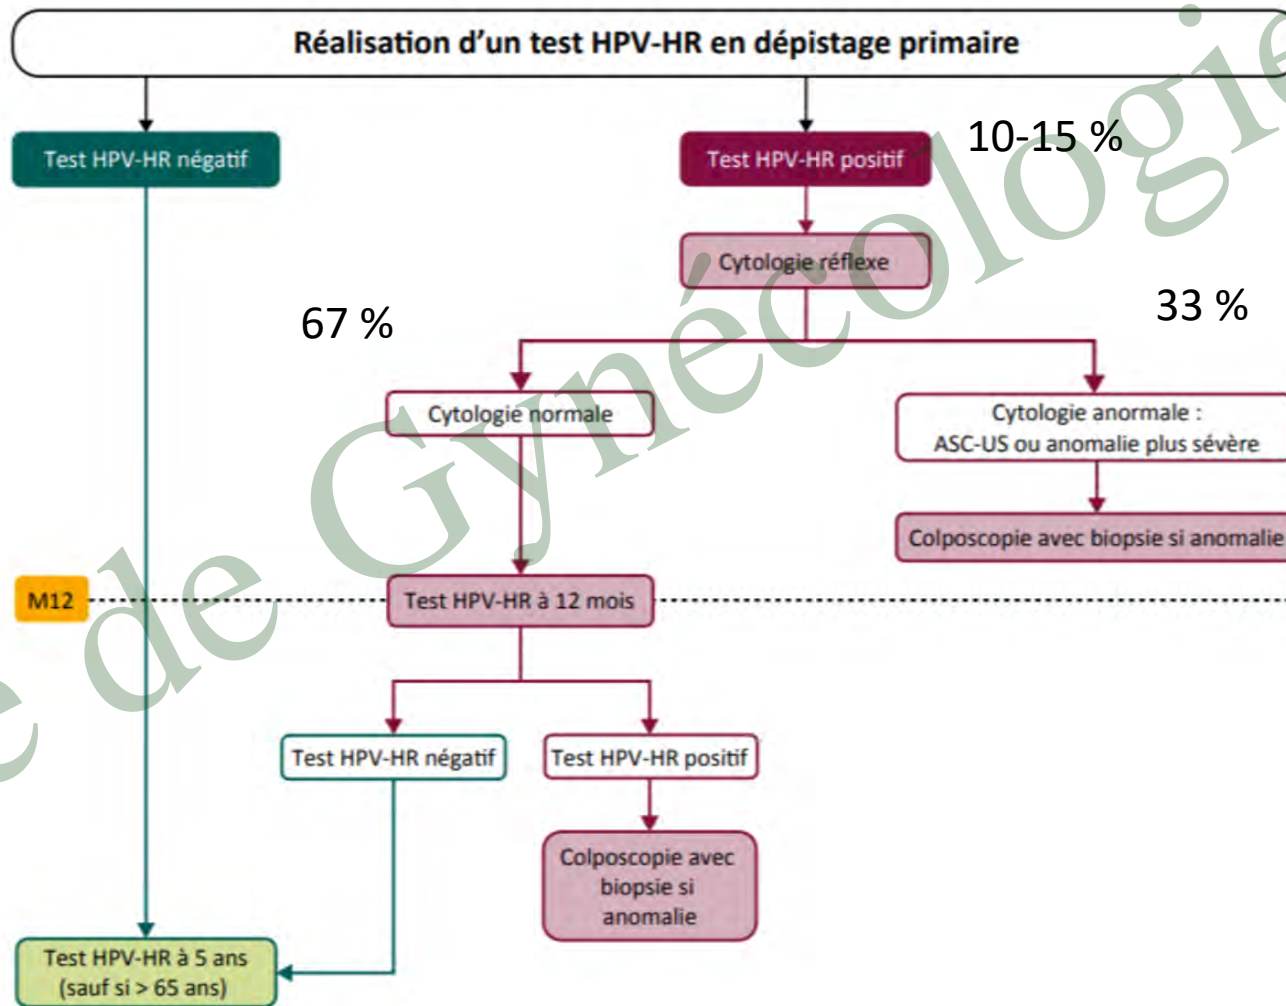 Réalisation d'un test HPV-HR en dépistage primaire
Test HPV-HR négatif
Test HPV-HR positif
10-15 %
Cytologie réflexe
67 %
33 %
Cytologie normale
Cytologie anormale :
ASC-US ou anomalie plus sévère
Colposcopie avec biopsie si anomalie
M12
Test HPV-HR à 12 mois
Test HPV-HR négatif
Test HPV-HR positif
Colposcopie avec
biopsie si
anomalie
Test HPV-HR à 5 ans
(sauf si > 65 ans)
e de Gynécologie